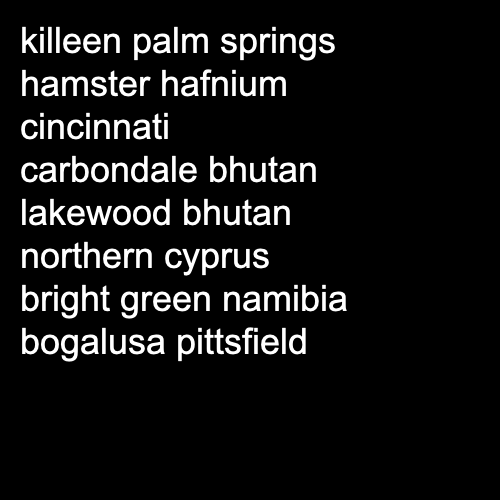 killeen palm springs
hamster hafnium
cincinnati
carbondale bhutan
lakewood bhutan
northern cyprus
bright green namibia
bogalusa pittsfield